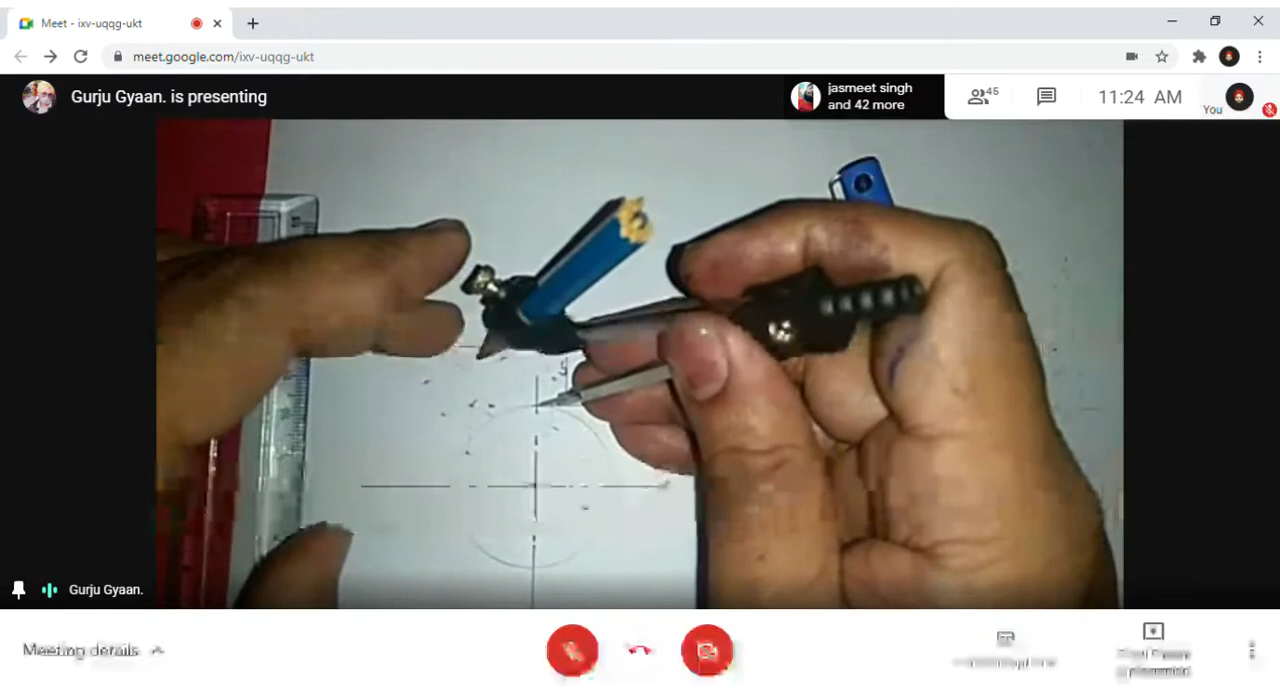 Meet - ixv-uqqg-ukt
meet.google.com/ixv-uqqg-ukt
Gurju Gyaan. is presenting
jasmeet singh
and 42 more
45
11:24 AM
You
Gurju Gyaan.
Meeting details